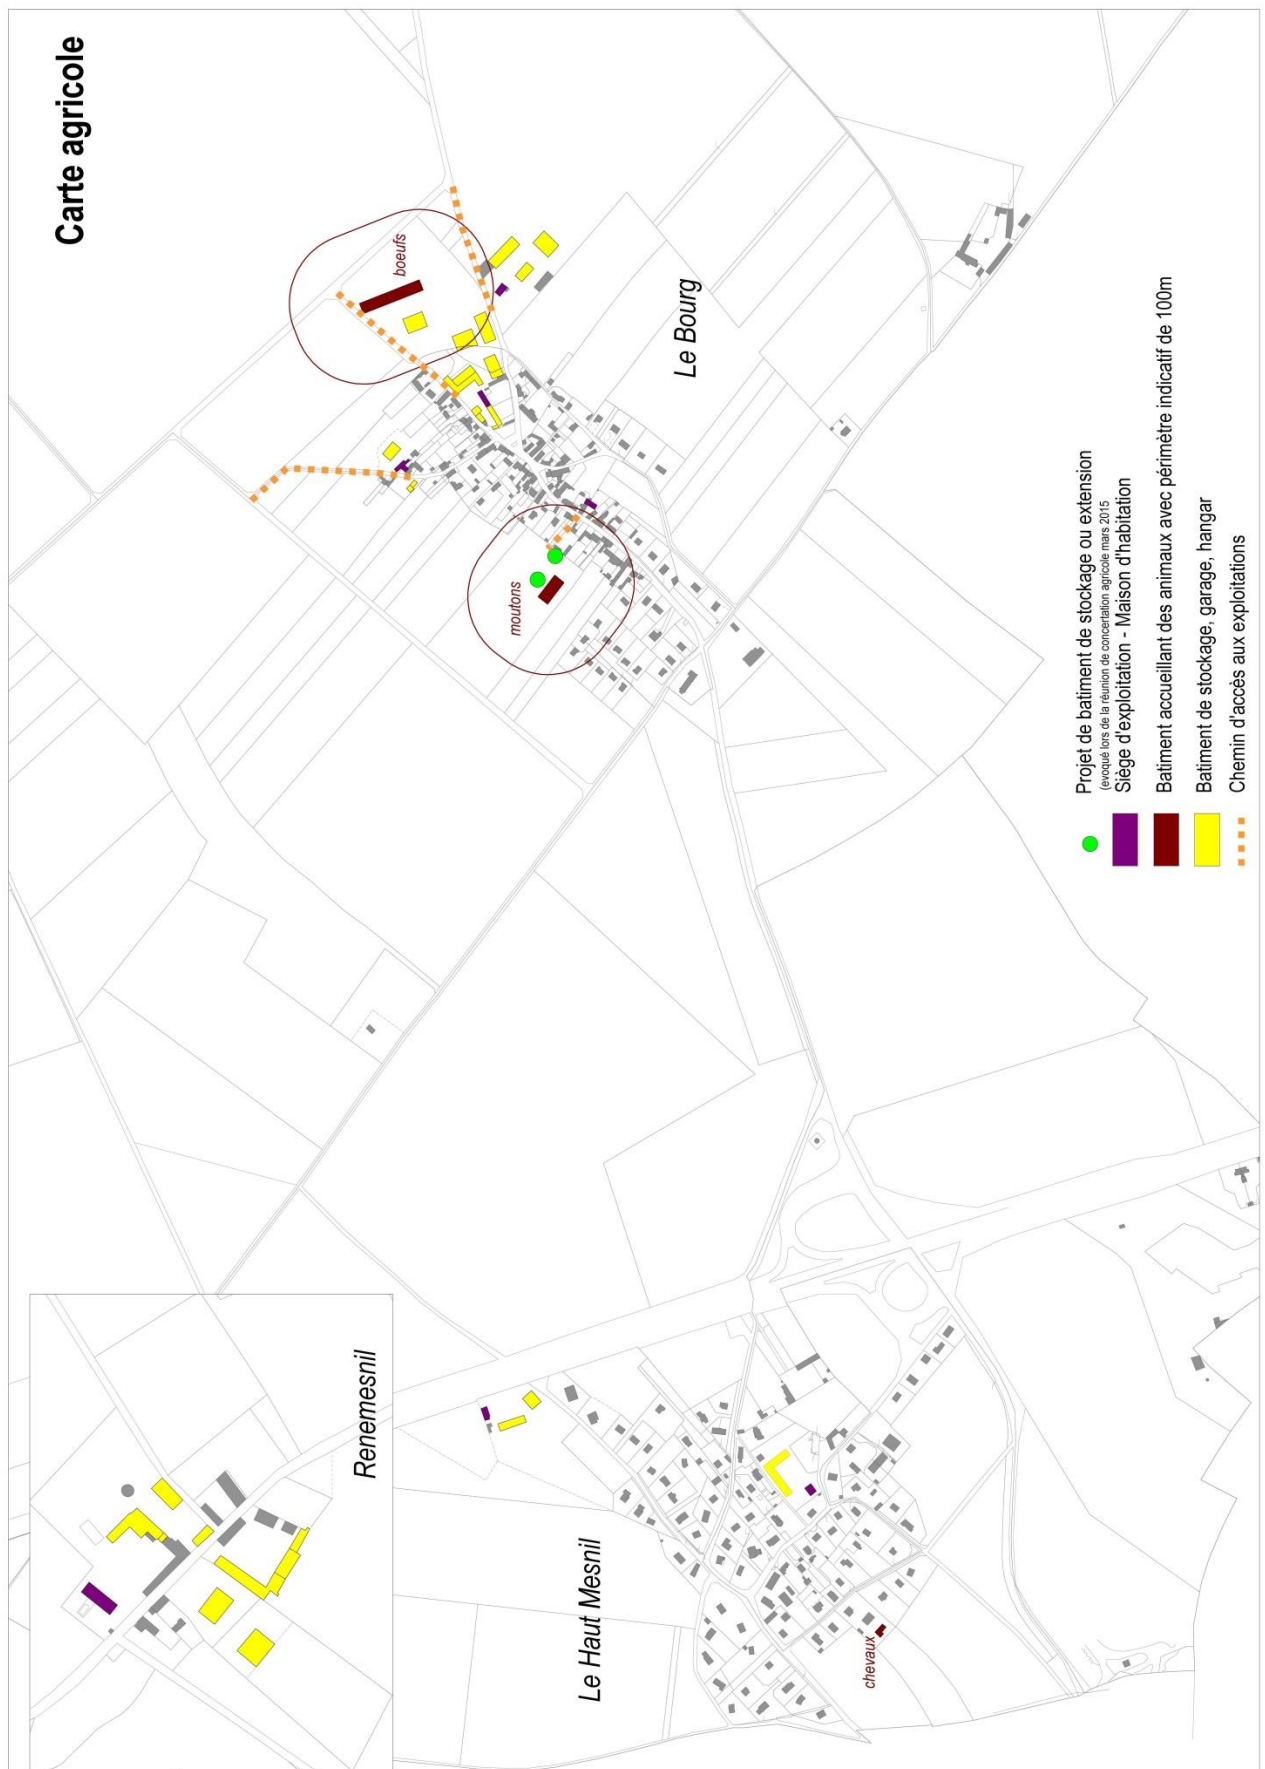 Carte agricole
boeufs
Le Bourg
moutons
Projet de batiment de stockage ou extension
(evoqué lors de la réunion de concertation agricole mars 2015
Siège d'exploitation - Maison d'habitation
Batiment accueillant des animaux avec périmètre indicatif de 100m
Batiment de stockage, garage, hangar
Chemin d'accès aux exploitations
Renemesnil
Le Haut Mesnil
chevaux